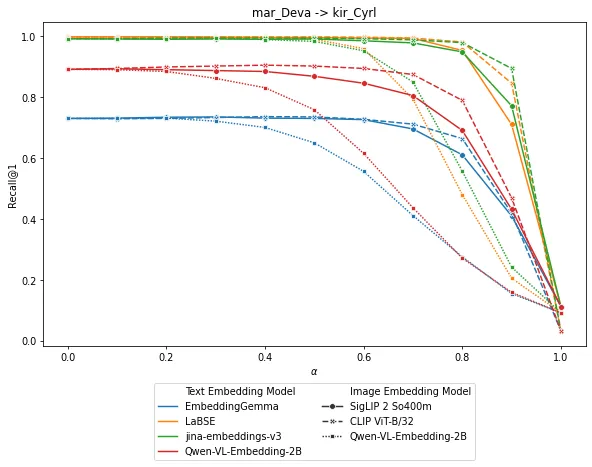 mar_Deva -> kir_Cyrl
Recall@1
1.0
0.8
0.6
0.4
0.2
0.0
0.0 0.2 0.4 0.6 0.8 1.0
α
Text Embedding Model Image Embedding Model
EmbeddingGemma SigLIP 2 So400m
LaBSE CLIP ViT-B/32
jina-embeddings-v3 Qwen-VL-Embedding-2B
Qwen-VL-Embedding-2B